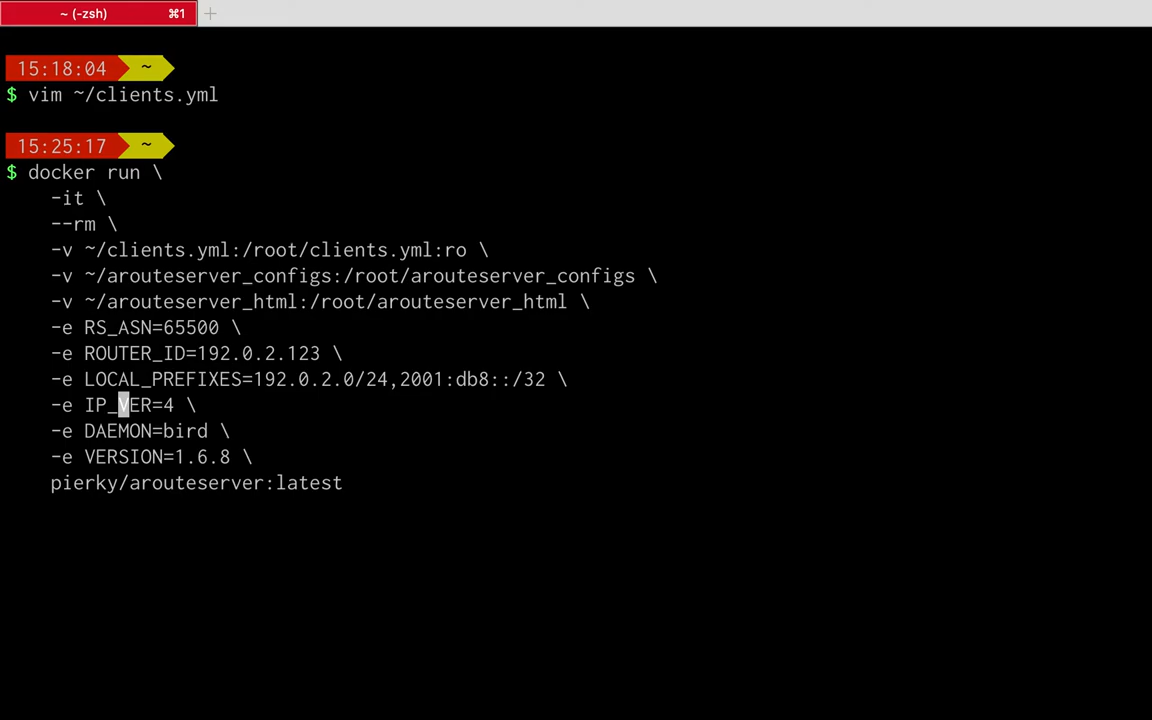 ~ (-zsh) ⌘1 +
15:18:04 ~
$ vim ~/clients.yml
15:25:17 ~
$ docker run \
-it \
--rm \
-v ~/clients.yml:/root/clients.yml:ro \
-v ~/arouteserver_configs:/root/arouteserver_configs \
-v ~/arouteserver_html:/root/arouteserver_html \
-e RS_ASN=65500 \
-e ROUTER_ID=192.0.2.123 \
-e LOCAL_PREFIXES=192.0.2.0/24,2001:db8::/32 \
-e IP_VER=4 \
-e DAEMON=bird \
-e VERSION=1.6.8 \
pierky/arouteserver:latest